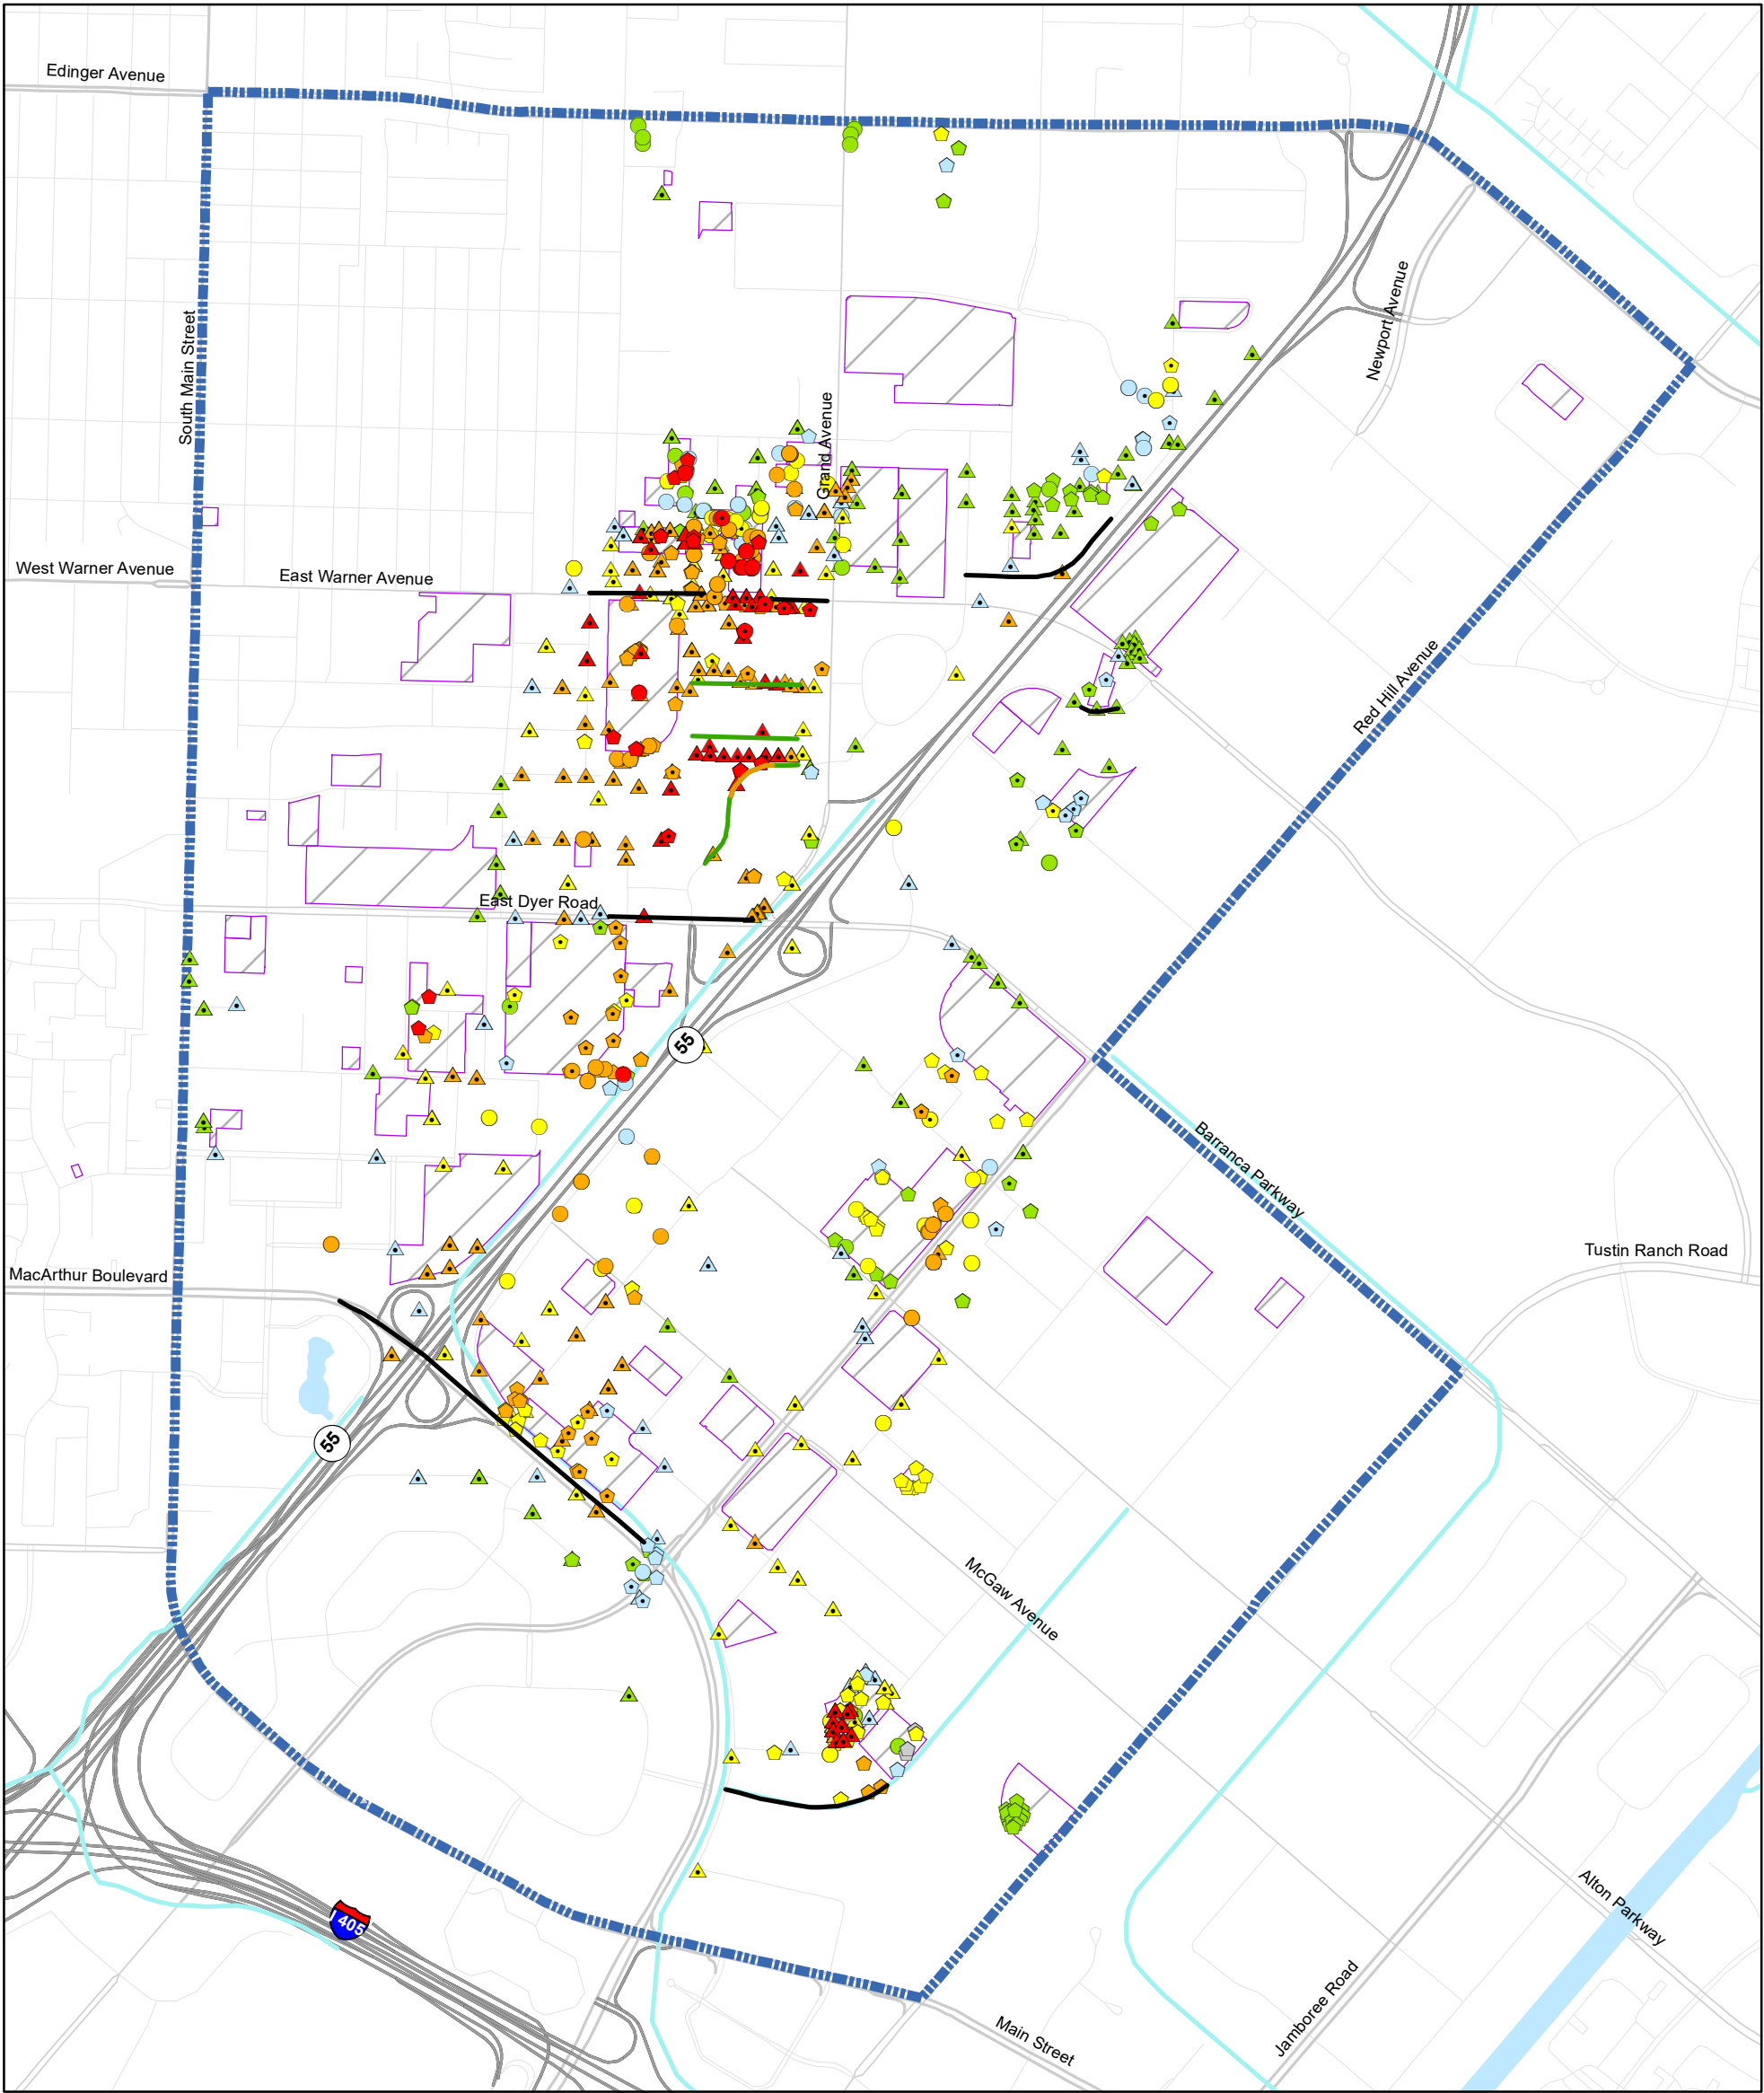 Edinger Avenue
Newport Avenue
South Main Street
Grand Avenue
West Warner Avenue
East Warner Avenue
Red Hill Avenue
East Dyer Road
55
Barranca Parkway
Tustin Ranch Road
MacArthur Boulevard
55
McGaw Avenue
Alton Parkway
I 405
Jamboree Road
Main Street